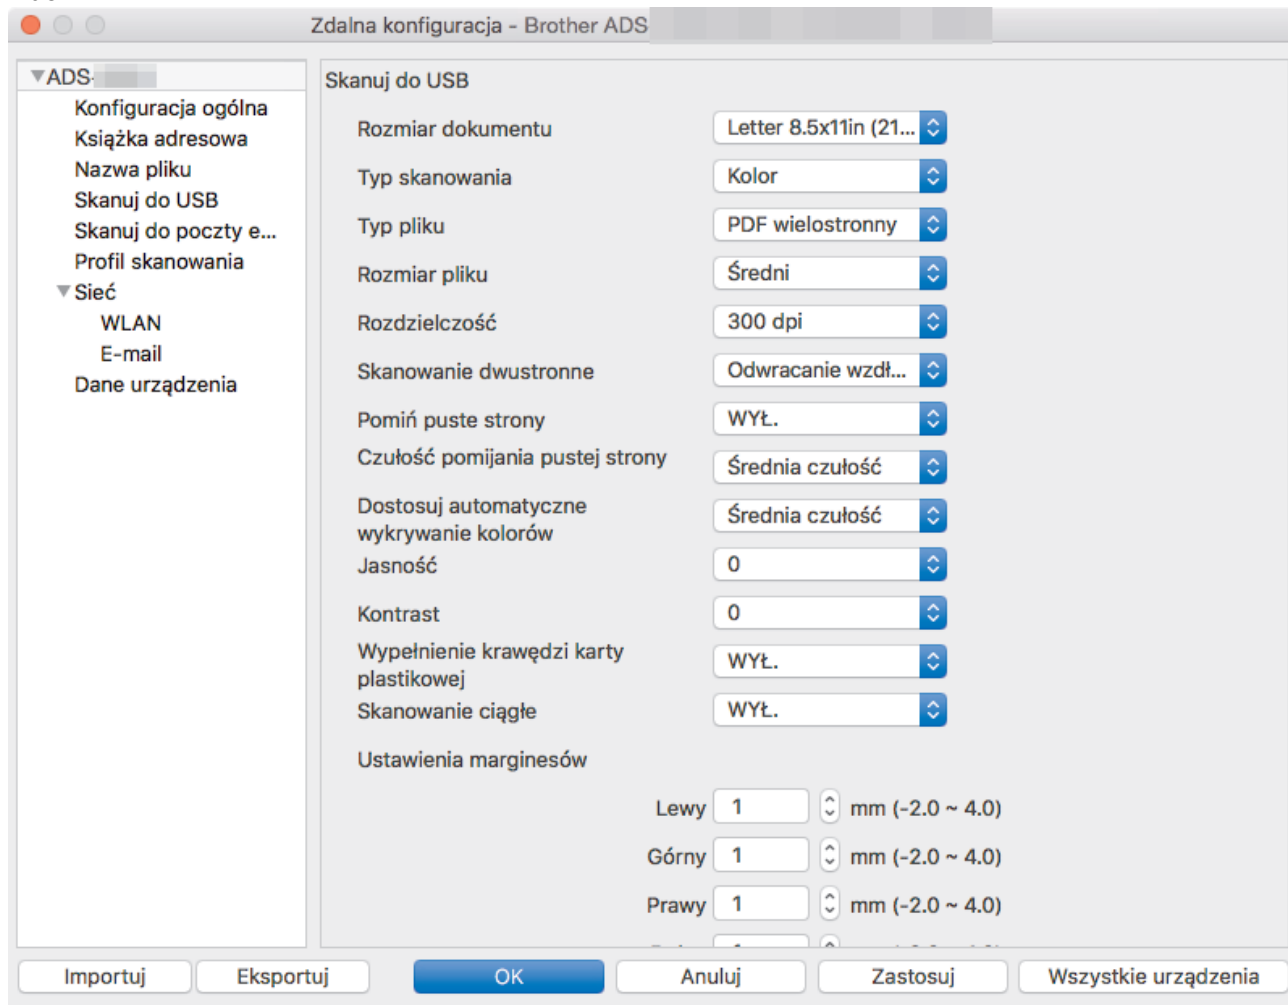 Zdalna konfiguracja - Brother ADS
ADS-
Konfiguracja ogólna
Książka adresowa
Nazwa pliku
Skanuj do USB
Skanuj do poczty e...
Profil skanowania
Sieć
WLAN
E-mail
Dane urządzenia
Skanuj do USB
Rozmiar dokumentu Letter 8.5x11in (21...
Typ skanowania Kolor
Typ pliku PDF wielostronny
Rozmiar pliku Średni
Rozdzielczość 300 dpi
Skanowanie dwustronne Odwracanie wzdł...
Pomiń puste strony WYŁ.
Czułość pomijania pustej strony Średnia czułość
Dostosuj automatyczne
wykrywanie kolorów Średnia czułość
Jasność 0
Kontrast 0
Wypełnienie krawędzi karty
plastikowej WYŁ.
Skanowanie ciągłe WYŁ.
Ustawienia marginesów
Lewy 1 mm (-2.0 ~ 4.0)
Górny 1 mm (-2.0 ~ 4.0)
Prawy 1 mm (-2.0 ~ 4.0)
Importuj Eksportuj OK Anuluj Zastosuj Wszystkie urządzenia